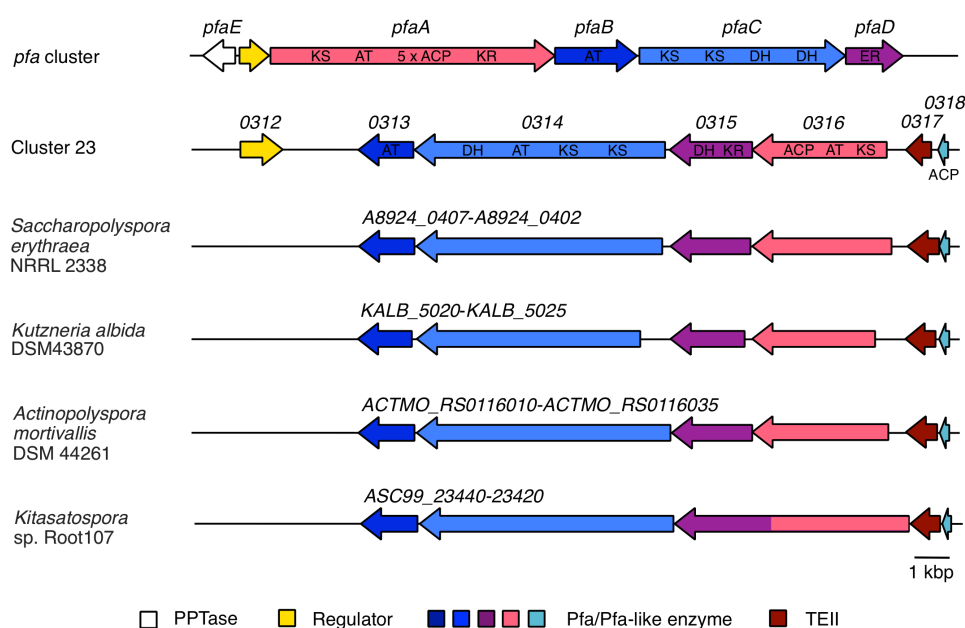 pfaE pfaA pfaB pfaC pfaD
pfa cluster
KS AT 5 x ACP KR AT KS KS DH DH ER
0318
0312 0313 0314 0315 0316 0317
Cluster 23
AT DH AT KS KS DH KR ACP AT KS
ACP
A8924_0407-A8924_0402
Saccharopolyspora
erythraea
NRRL 2338
KALB_5020-KALB_5025
Kutzneria albida
DSM43870
ACTMO_RS0116010-ACTMO_RS0116035
Actinopolyspora
mortivallis
DSM 44261
ASC99_23440-23420
Kitasatospora
sp. Root107
1 kbp
PPTase Regulator Pfa/Pfa-like enzyme TEII